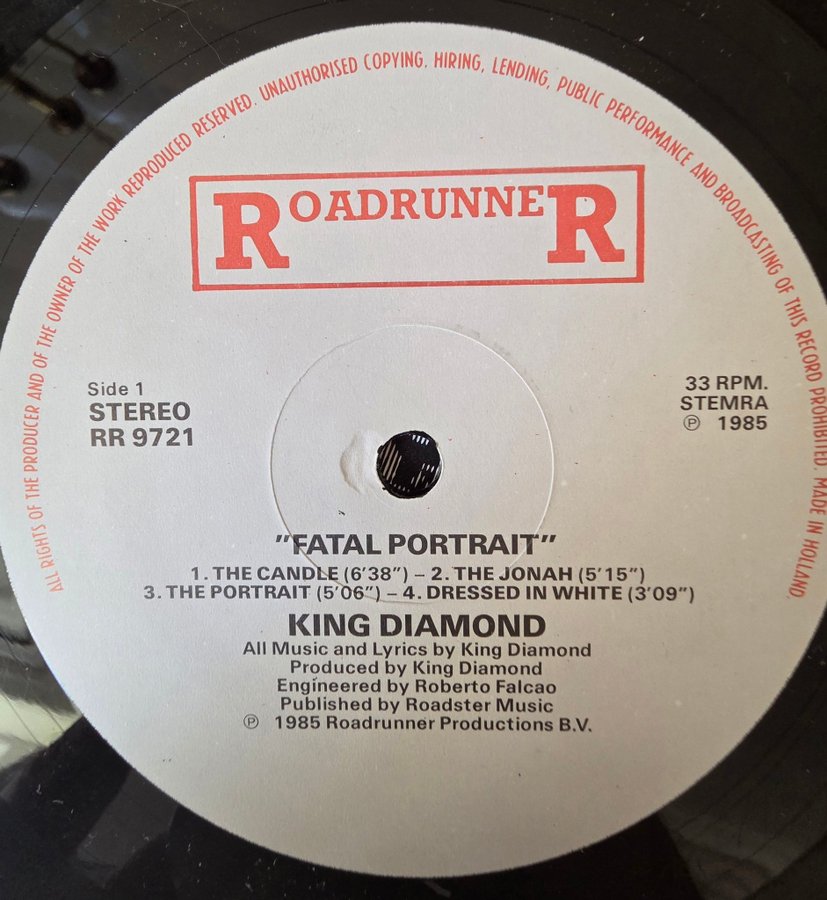 ALL RIGHTS OF THE PRODUCER AND OF THE OWNER OF THE WORK REPRODUCED RESERVED. UNAUTHORISED COPYING, HIRING, LENDING, PUBLIC PERFORMANCE AND BROADCASTING OF THIS RECORD PROHIBITED. MADE IN HOLLAND.
ROADRUNNER
Side 1
STEREO
RR 9721
33 RPM.
STEMRA
℗ 1985
"FATAL PORTRAIT"
1. THE CANDLE (6'38") – 2. THE JONAH (5'15")
3. THE PORTRAIT (5'06") – 4. DRESSED IN WHITE (3'09")
KING DIAMOND
All Music and Lyrics by King Diamond
Produced by King Diamond
Engineered by Roberto Falcao
Published by Roadster Music
℗ 1985 Roadrunner Productions B.V.